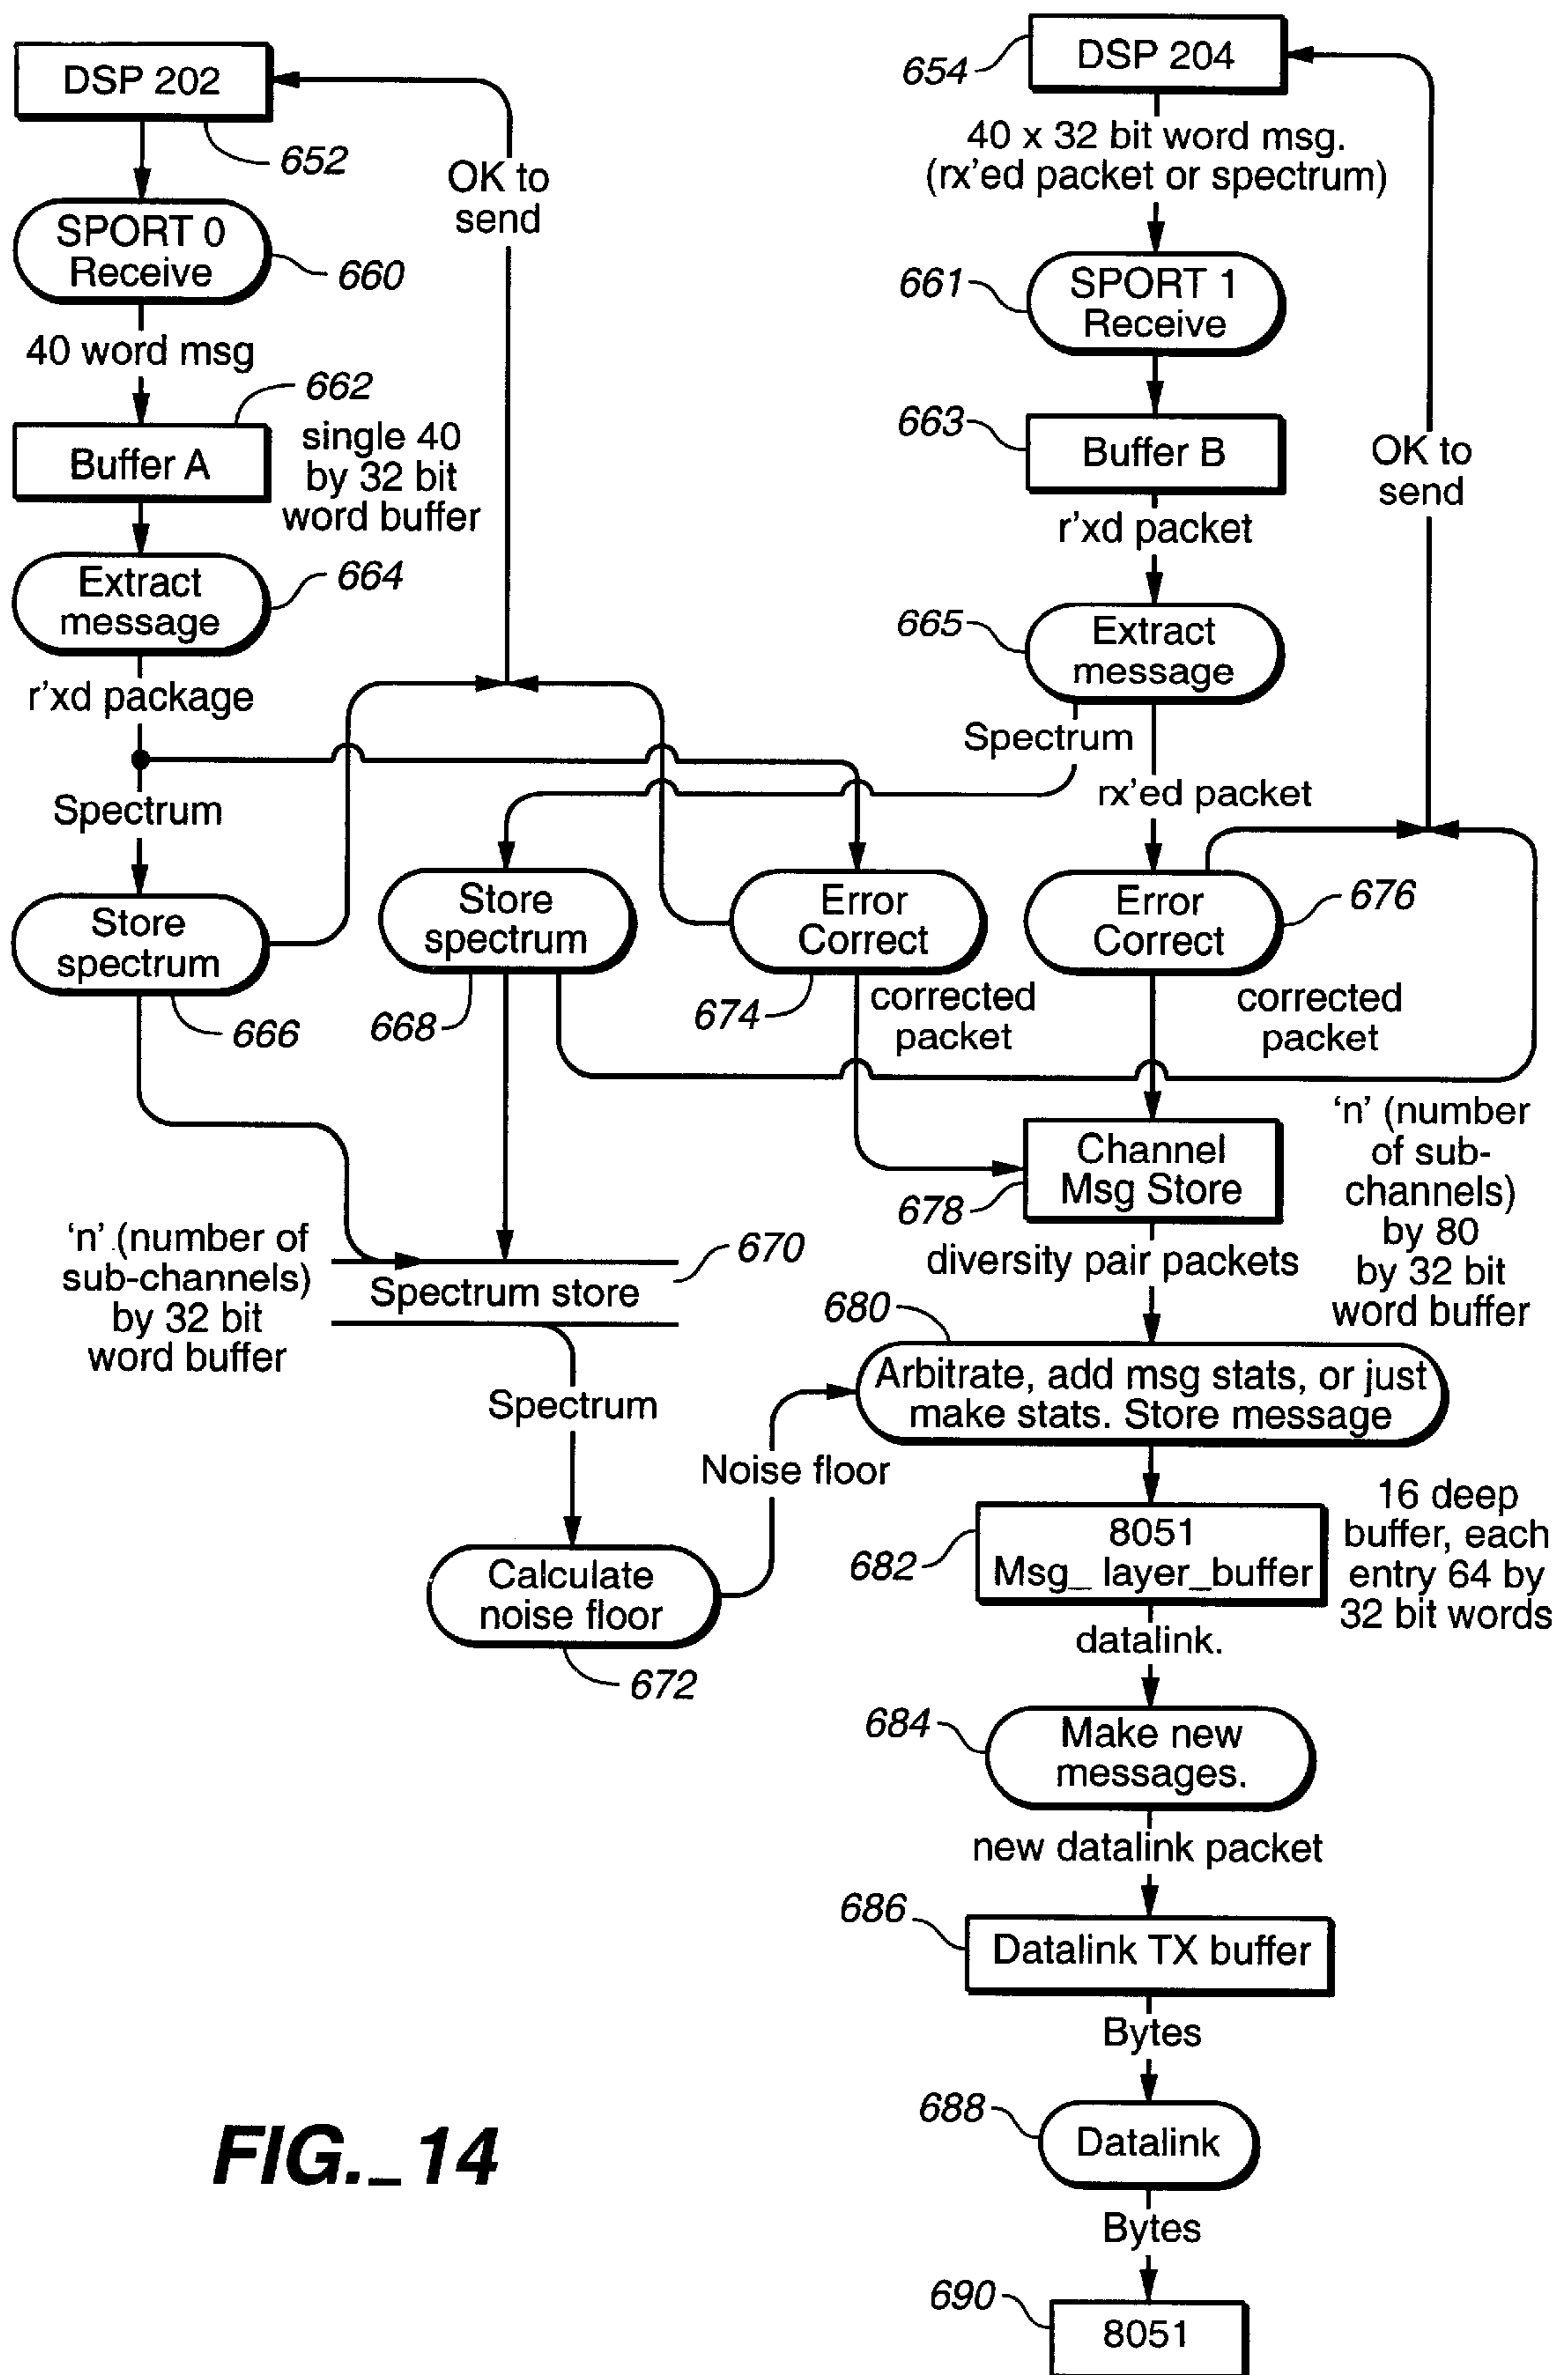 DSP 202
652
SPORT 0
Receive
660
40 word msg
662
Buffer A
single 40
by 32 bit
word buffer
Extract
message
664
r'xd package
Spectrum
Store
spectrum
666
OK to
send
654
DSP 204
40 x 32 bit word msg.
(rx'ed packet or spectrum)
661
SPORT 1
Receive
663
Buffer B
r'xd packet
665
Extract
message
Spectrum
rx'ed packet
OK to
send
Store
spectrum
668
Error
Correct
674
corrected
packet
Error
Correct
676
corrected
packet
Channel
Msg Store
678
'n' (number
of sub-
channels)
by 80
by 32 bit
word buffer
diversity pair packets
'n' (number of
sub-channels)
by 32 bit
word buffer
670
Spectrum store
Spectrum
Calculate
noise floor
672
Noise floor
680
Arbitrate, add msg stats, or just
make stats. Store message
682
8051
Msg_ layer_buffer
16 deep
buffer, each
entry 64 by
32 bit words
datalink.
684
Make new
messages.
new datalink packet
686
Datalink TX buffer
Bytes
688
Datalink
Bytes
690
8051
FIG._14